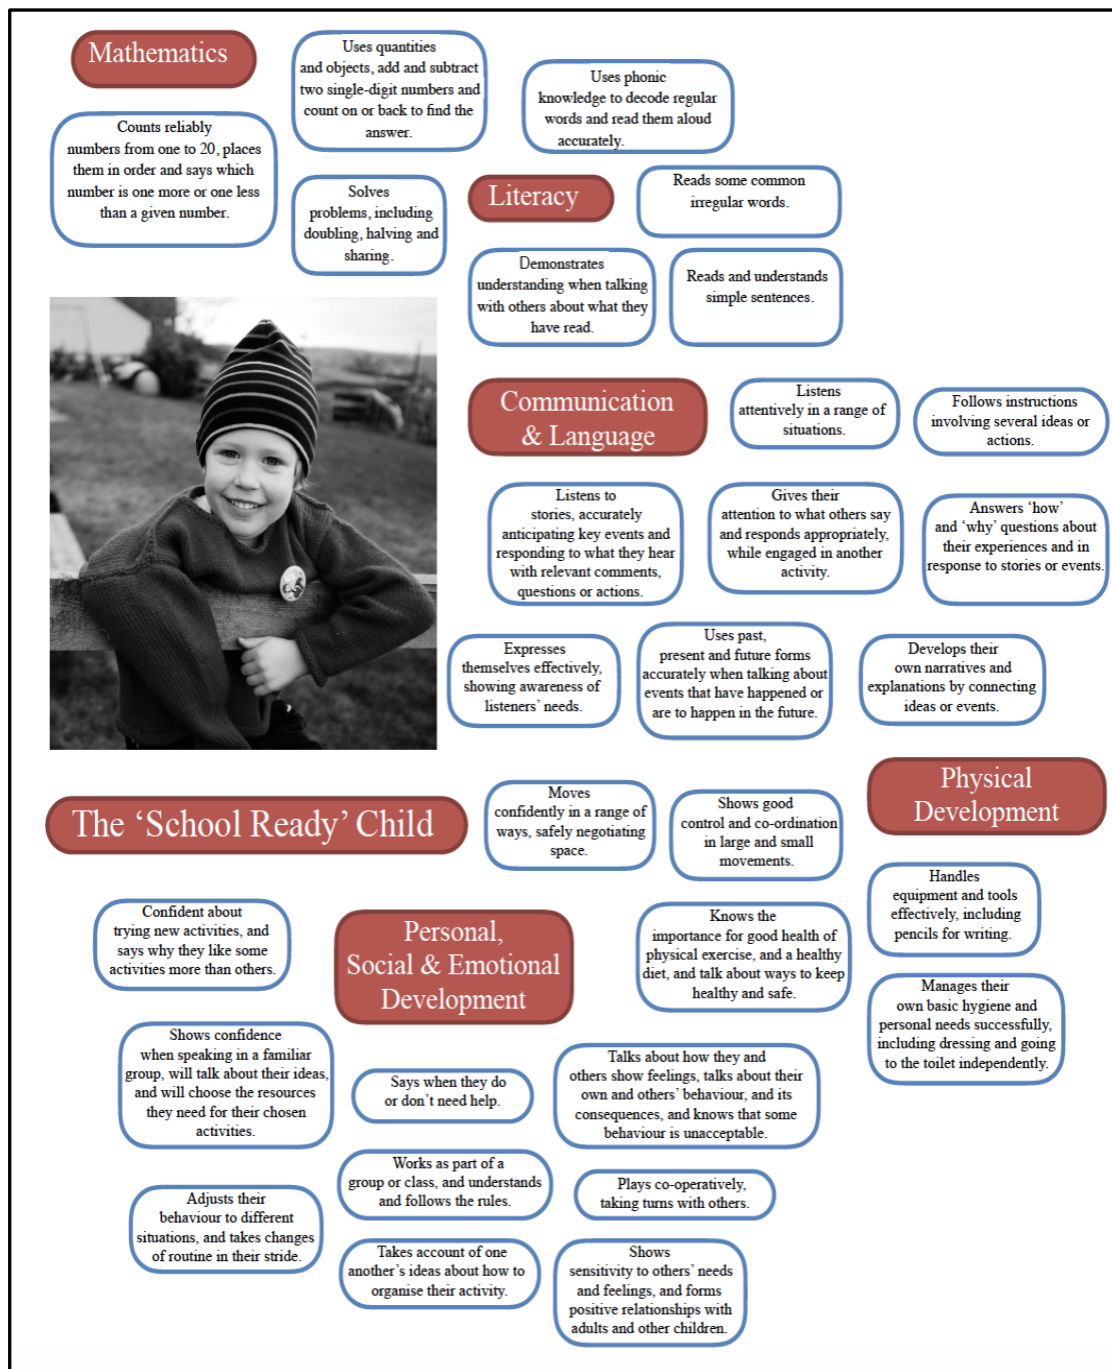 Mathematics
Uses quantities
and objects, add and subtract
two single-digit numbers and
count on or back to find the
answer.
Uses phonic
knowledge to decode regular
words and read them aloud
accurately.
Counts reliably
numbers from one to 20, places
them in order and says which
number is one more or one less
than a given number.
Solves
problems, including
doubling, halving and
sharing.
Literacy
Reads some common
irregular words.
Demonstrates
understanding when talking
with others about what they
have read.
Reads and understands
simple sentences.
Communication
& Language
Listens
attentively in a range of
situations.
Follows instructions
involving several ideas or
actions.
Listens to
stories, accurately
anticipating key events and
responding to what they hear
with relevant comments,
questions or actions.
Gives their
attention to what others say
and responds appropriately,
while engaged in another
activity.
Answers ‘how’
and ‘why’ questions about
their experiences and in
response to stories or events.
Expresses
themselves effectively,
showing awareness of
listeners’ needs.
Uses past,
present and future forms
accurately when talking about
events that have happened or
are to happen in the future.
Develops their
own narratives and
explanations by connecting
ideas or events.
The ‘School Ready’ Child
Moves
confidently in a range of
ways, safely negotiating
space.
Shows good
control and co-ordination
in large and small
movements.
Physical
Development
Handles
equipment and tools
effectively, including
pencils for writing.
Confident about
trying new activities, and
says why they like some
activities more than others.
Personal,
Social & Emotional
Development
Knows the
importance for good health of
physical exercise, and a healthy
diet, and talk about ways to keep
healthy and safe.
Manages their
own basic hygiene and
personal needs successfully,
including dressing and going
to the toilet independently.
Shows confidence
when speaking in a familiar
group, will talk about their ideas,
and will choose the resources
they need for their chosen
activities.
Says when they do
or don’t need help.
Talks about how they and
others show feelings, talks about their
own and others’ behaviour, and its
consequences, and knows that some
behaviour is unacceptable.
Works as part of a
group or class, and understands
and follows the rules.
Plays co-operatively,
taking turns with others.
Adjusts their
behaviour to different
situations, and takes changes
of routine in their stride.
Takes account of one
another’s ideas about how to
organise their activity.
Shows
sensitivity to others’ needs
and feelings, and forms
positive relationships with
adults and other children.